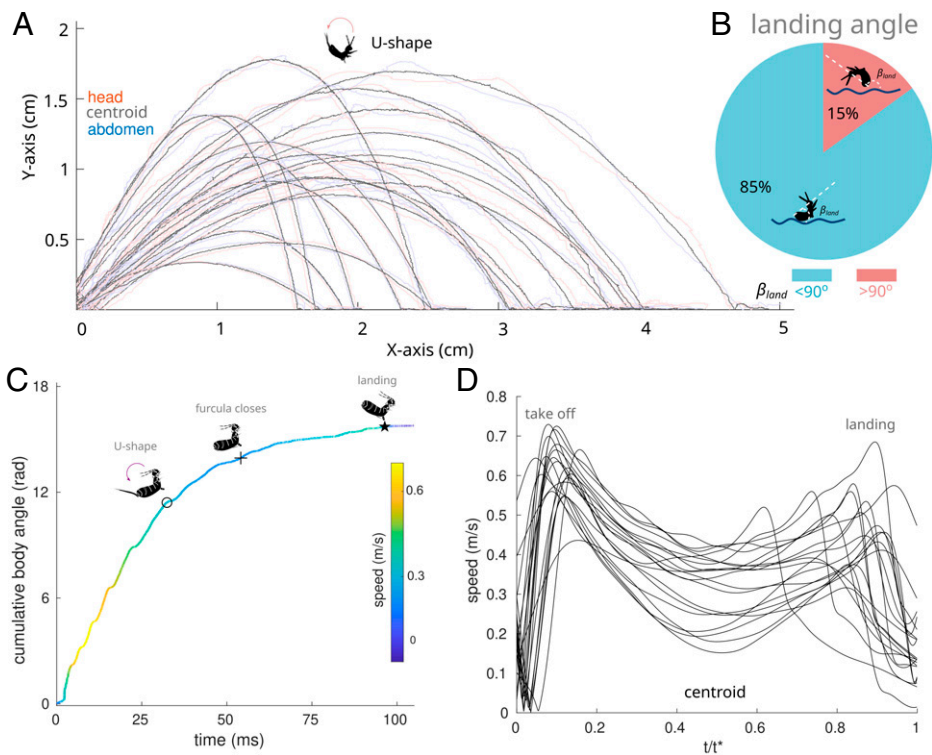 A
U-shape
head
centroid
abdomen
Y-axis (cm)
2
1.5
1
0.5
0
1
2
3
4
5
X-axis (cm)
B
landing angle
βland
15%
85%
βland
βland
<90°
>90°
C
18
12
6
0
cumulative body angle (rad)
U-shape
furcula closes
landing
0.6
0.3
0
speed (m/s)
0
25
50
75
100
time (ms)
D
take off
landing
speed (m/s)
0.8
0.7
0.6
0.5
0.4
0.3
0.2
0.1
0
0
0.2
0.4
0.6
0.8
1
centroid
t/t*